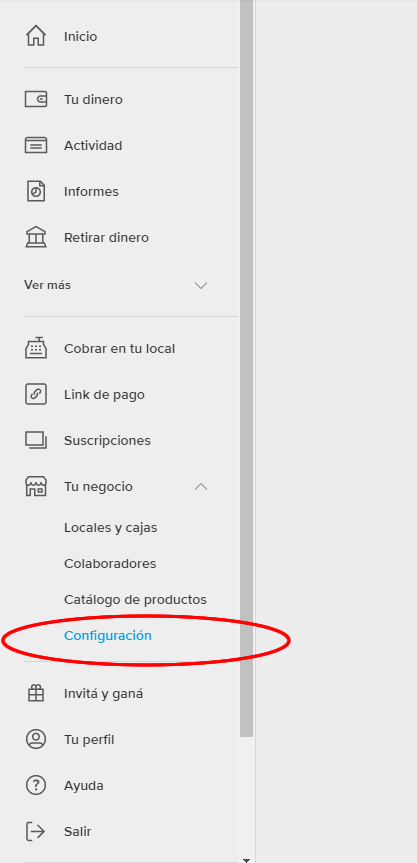 Inicio
Tu dinero
Actividad
Informes
Retirar dinero
Ver más
Cobrar en tu local
Link de pago
Suscripciones
Tu negocio
Locales y cajas
Colaboradores
Catálogo de productos
Configuración
Invitá y ganá
Tu perfil
Ayuda
Salir